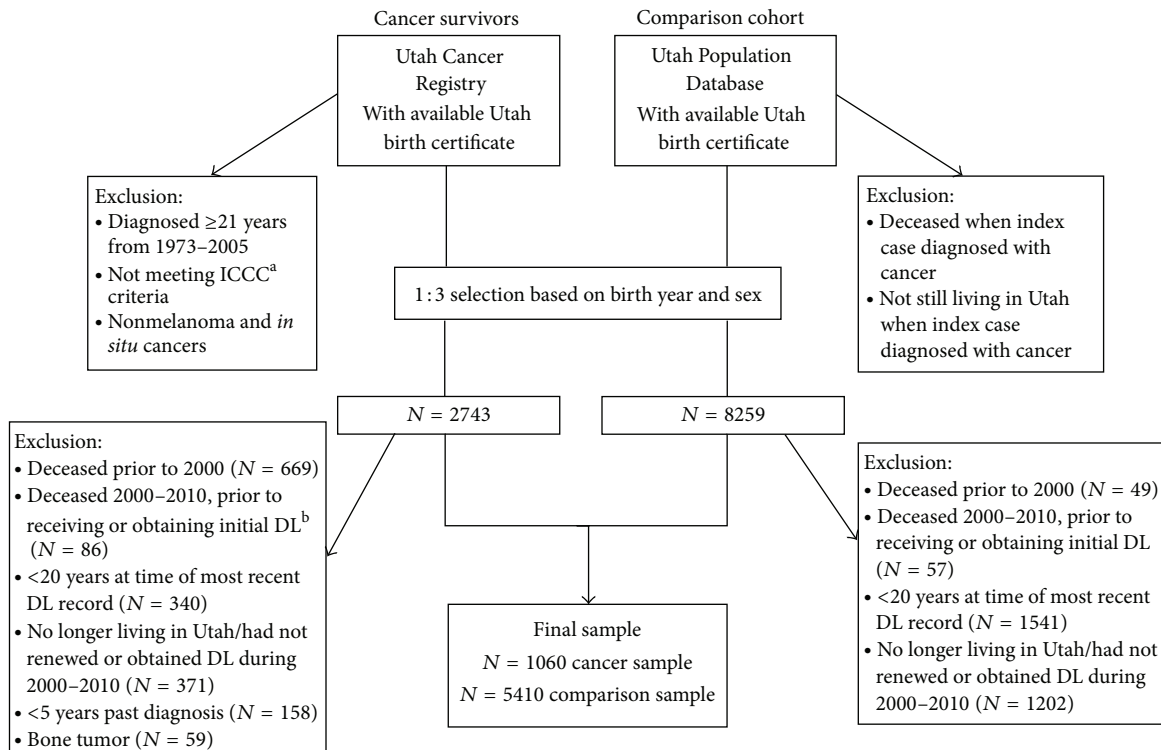 Cancer survivors
Comparison cohort
Utah Cancer
Registry
With available Utah
birth certificate
Utah Population
Database
With available Utah
birth certificate
Exclusion:
• Diagnosed ≥21 years
from 1973–2005
• Not meeting ICCCᵃ
criteria
• Nonmelanoma and in
situ cancers
Exclusion:
• Deceased when index
case diagnosed with
cancer
• Not still living in Utah
when index case
diagnosed with cancer
1 : 3 selection based on birth year and sex
N = 2743
N = 8259
Exclusion:
• Deceased prior to 2000 (N = 669)
• Deceased 2000–2010, prior to
receiving or obtaining initial DLᵇ
(N = 86)
• <20 years at time of most recent
DL record (N = 340)
• No longer living in Utah/had not
renewed or obtained DL during
2000–2010 (N = 371)
• <5 years past diagnosis (N = 158)
• Bone tumor (N = 59)
Final sample
N = 1060 cancer sample
N = 5410 comparison sample
Exclusion:
• Deceased prior to 2000 (N = 49)
• Deceased 2000–2010, prior to
receiving or obtaining initial DL
(N = 57)
• <20 years at time of most recent
DL record (N = 1541)
• No longer living in Utah/had not
renewed or obtained DL during
2000–2010 (N = 1202)